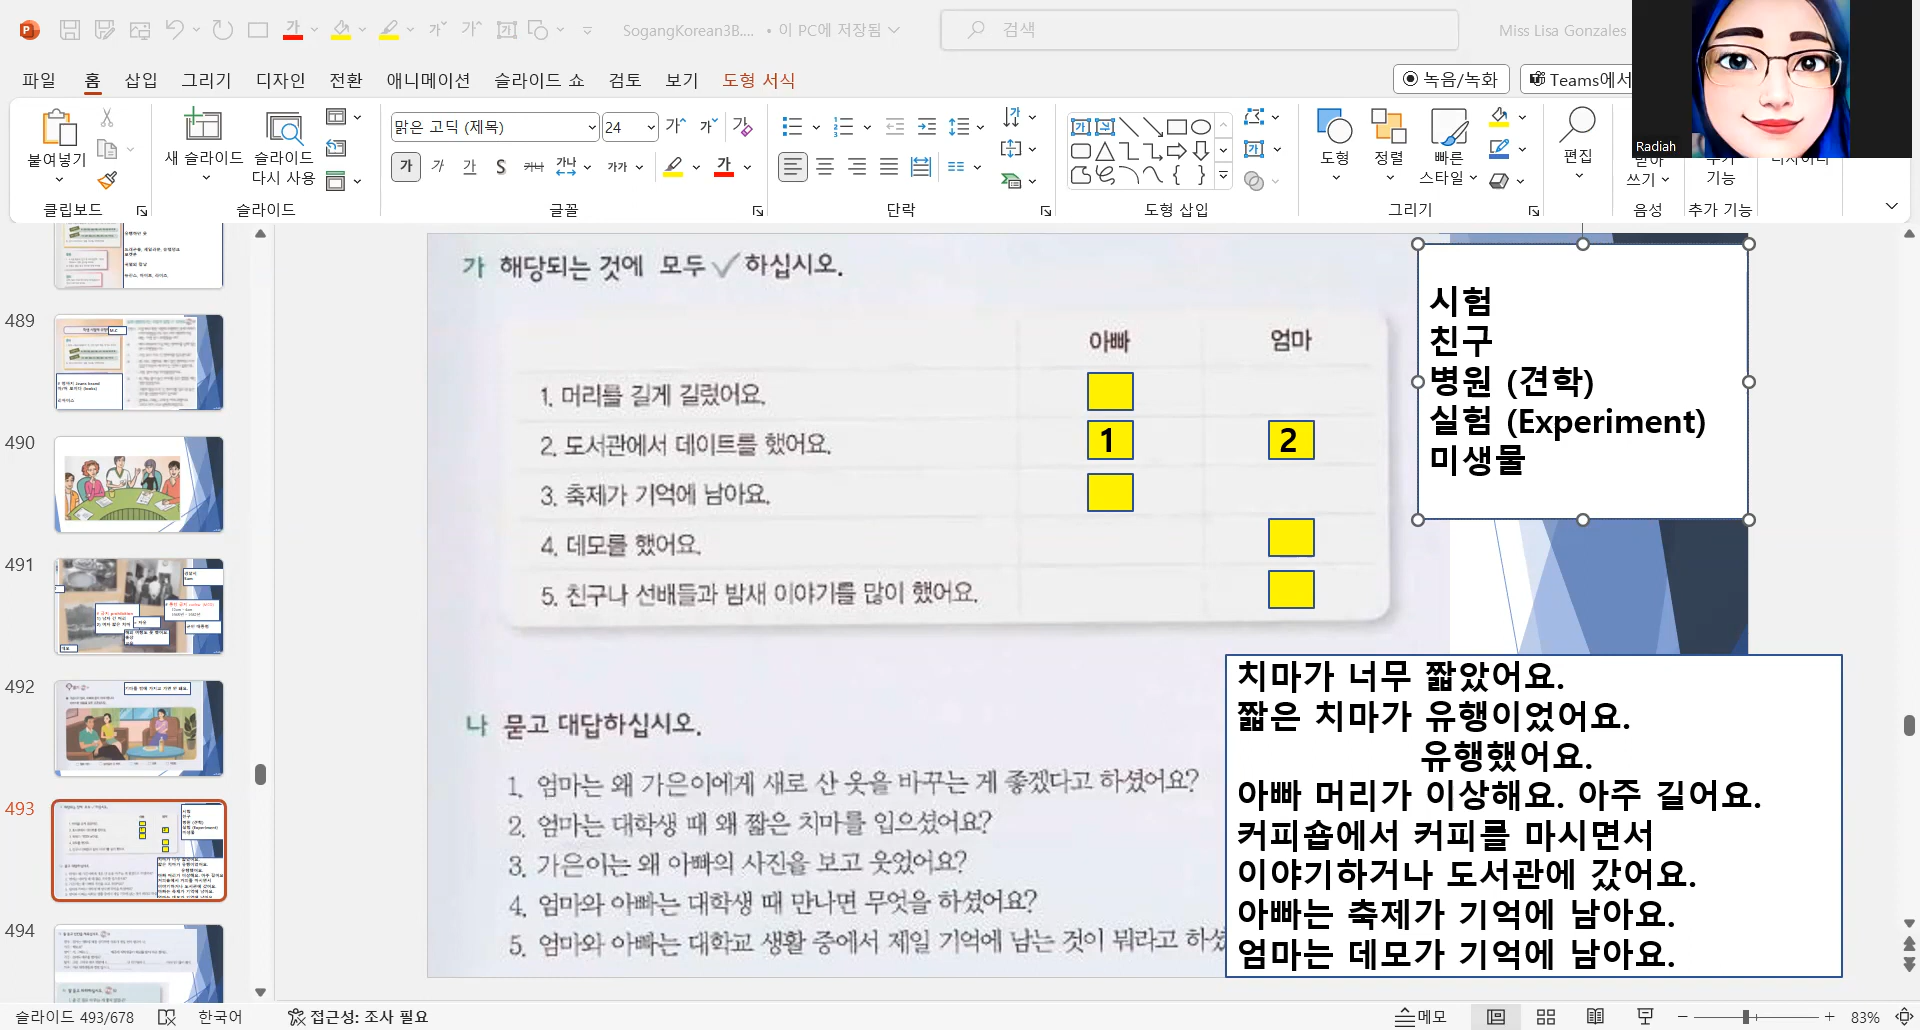 SogangKorean3B.... • 이 PC에 저장됨
검색
Miss Lisa Gonzales
파일 홈 삽입 그리기 디자인 전환 애니메이션 슬라이드 쇼 검토 보기 도형 서식
녹음/녹화
Teams에서
Radiah
붙여넣기
새 슬라이드
슬라이드
다시 사용
맑은 고딕 (제목) 24
도형
정렬
빠른
스타일
편집
쓰기
기능
클립보드 슬라이드 글꼴 단락 도형 삽입 그리기 음성 추가 기능
489
490
491
492
493
494
가 해당되는 것에 모두 ✓ 하십시오.
아빠 엄마
1. 머리를 길게 길렀어요.
2. 도서관에서 데이트를 했어요. 1 2
3. 축제가 기억에 남아요.
4. 데모를 했어요.
5. 친구나 선배들과 밤새 이야기를 많이 했어요.
시험
친구
병원 (견학)
실험 (Experiment)
미생물
나 묻고 대답하십시오.
1. 엄마는 왜 가은이에게 새로 산 옷을 바꾸는 게 좋겠다고 하셨어요?
2. 엄마는 대학생 때 왜 짧은 치마를 입으셨어요?
3. 가은이는 왜 아빠의 사진을 보고 웃었어요?
4. 엄마와 아빠는 대학생 때 만나면 무엇을 하셨어요?
5. 엄마와 아빠는 대학교 생활 중에서 제일 기억에 남는 것이 뭐라고 하셨
치마가 너무 짧았어요.
짧은 치마가 유행이었어요.
유행했어요.
아빠 머리가 이상해요. 아주 길어요.
커피숍에서 커피를 마시면서
이야기하거나 도서관에 갔어요.
아빠는 축제가 기억에 남아요.
엄마는 데모가 기억에 남아요.
슬라이드 493/678 한국어 접근성: 조사 필요 메모 83%